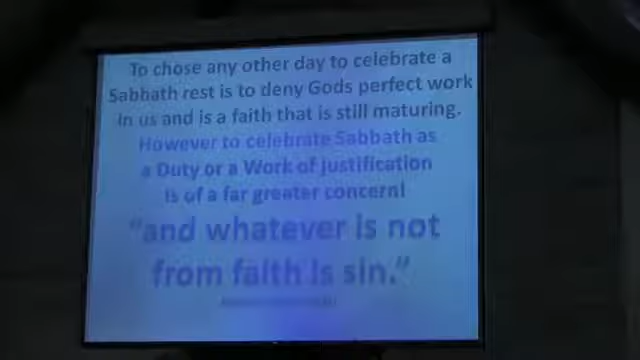 To chose any other day to celebrate a
Sabbath rest is to deny Gods perfect work
in us and is a faith that is still maturing.
However to celebrate Sabbath as
a Duty or a Work of justification
is of a far greater concern!
"and whatever is not
from faith is sin."